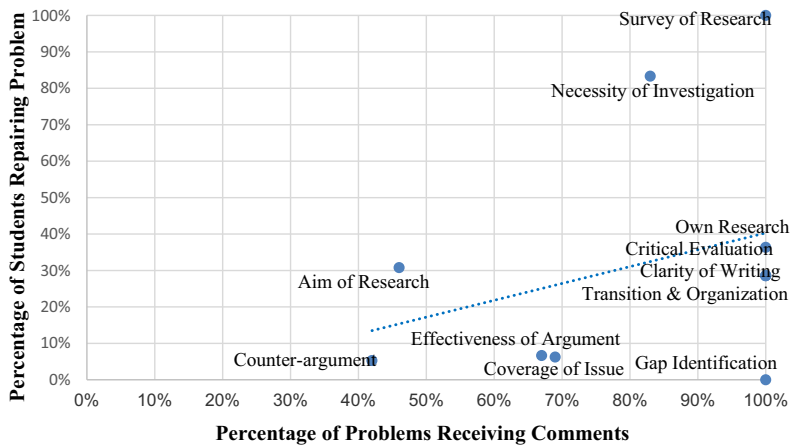 Percentage of Students Repairing Problem
100%
90%
80%
70%
60%
50%
40%
30%
20%
10%
0%
Survey of Research
Necessity of Investigation
Own Research
Critical Evaluation
Clarity of Writing
Aim of Research
Transition & Organization
Effectiveness of Argument
Counter-argument
Coverage of Issue
Gap Identification
0% 10% 20% 30% 40% 50% 60% 70% 80% 90% 100%
Percentage of Problems Receiving Comments